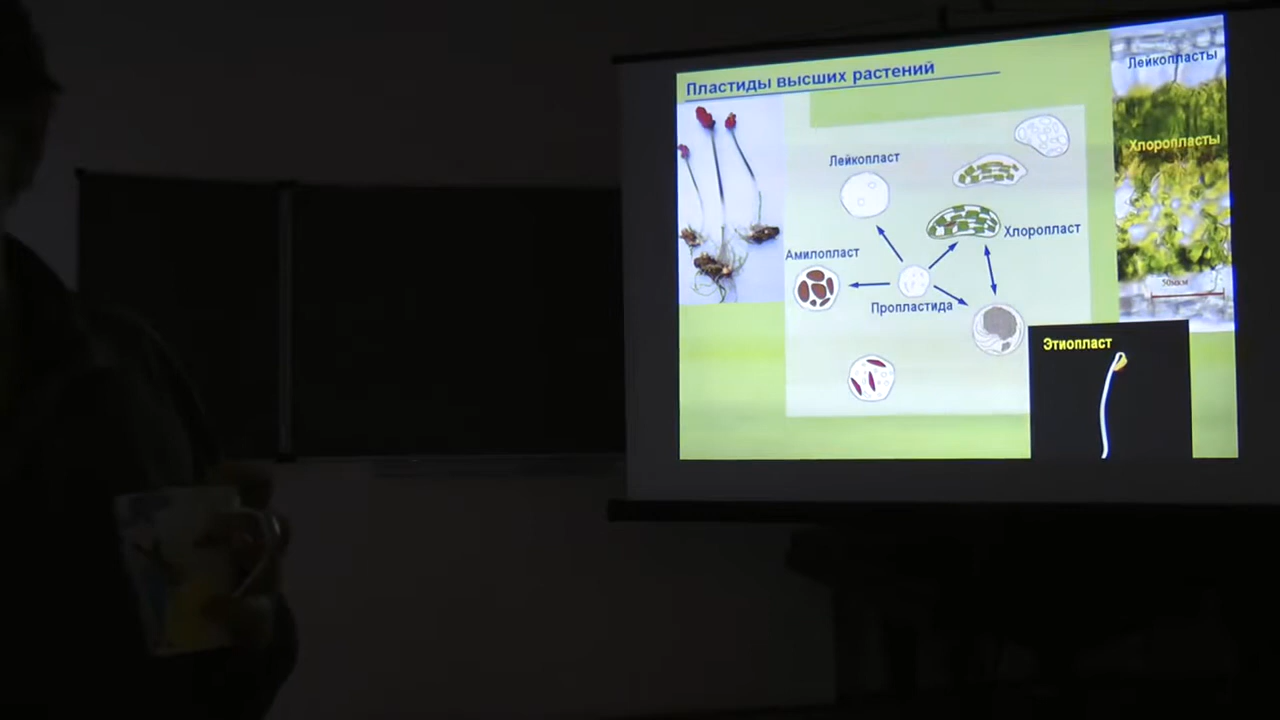 Пластиды высших растений
Лейкопласты
Хлоропласты
Лейкопласт
Хлоропласт
Амилопласт
Пропластида
50мкм
Этиопласт